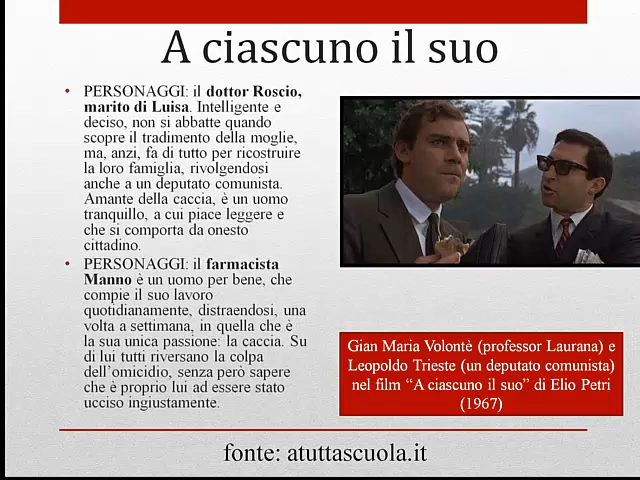 A ciascuno il suo
• PERSONAGGI: il dottor Roscio,
marito di Luisa. Intelligente e
deciso, non si abbatte quando
scopre il tradimento della moglie,
ma, anzi, fa di tutto per ricostruire
la loro famiglia, rivolgendosi
anche a un deputato comunista.
Amante della caccia, è un uomo
tranquillo, a cui piace leggere e
che si comporta da onesto
cittadino.
• PERSONAGGI: il farmacista
Manno è un uomo per bene, che
compie il suo lavoro
quotidianamente, distraendosi, una
volta a settimana, in quella che è
la sua unica passione: la caccia. Su
di lui tutti riversano la colpa
dell'omicidio, senza però sapere
che è proprio lui ad essere stato
ucciso ingiustamente.
Gian Maria Volontè (professor Laurana) e
Leopoldo Trieste (un deputato comunista)
nel film “A ciascuno il suo” di Elio Petri
(1967)
fonte: atuttascuola.it